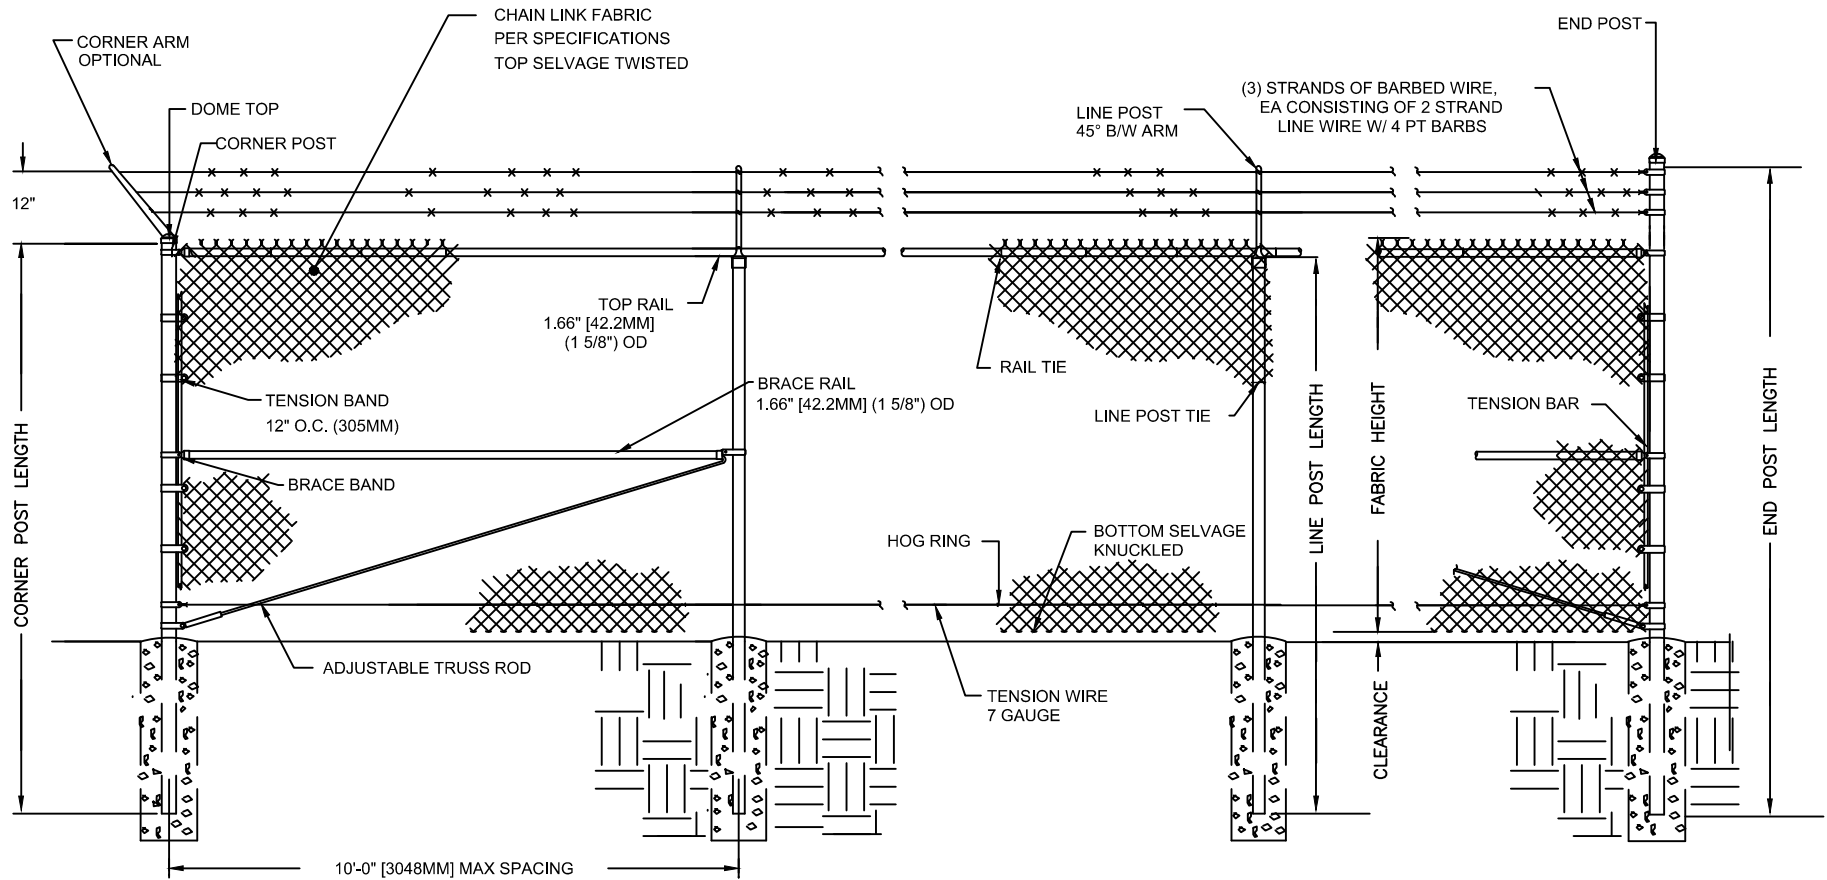 CHAIN LINK FABRIC
PER SPECIFICATIONS
TOP SELVAGE TWISTED
CORNER ARM
OPTIONAL
DOME TOP
CORNER POST
12"
LINE POST
45° B/W ARM
(3) STRANDS OF BARBED WIRE,
EA CONSISTING OF 2 STRAND
LINE WIRE W/ 4 PT BARBS
END POST
TOP RAIL
1.66" [42.2MM]
(1 5/8") OD
RAIL TIE
TENSION BAND
12" O.C. (305MM)
BRACE RAIL
1.66" [42.2MM] (1 5/8") OD
LINE POST TIE
TENSION BAR
BRACE BAND
HOG RING
BOTTOM SELVAGE
KNUCKLED
CORNER POST LENGTH
LINE POST LENGTH
FABRIC HEIGHT
END POST LENGTH
ADJUSTABLE TRUSS ROD
TENSION WIRE
7 GAUGE
CLEARANCE
10'-0" [3048MM] MAX SPACING